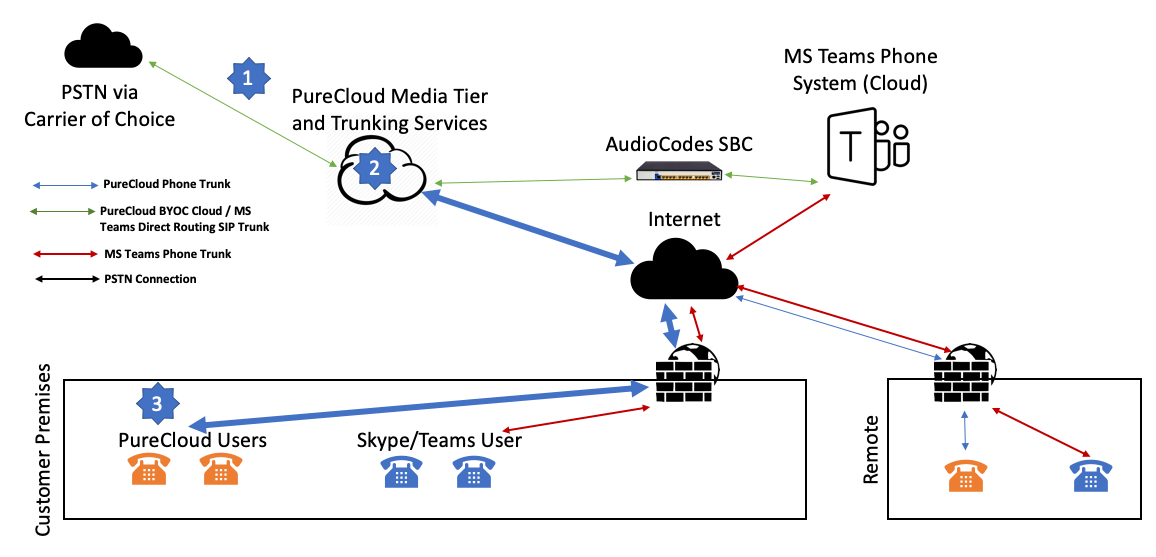 MS Teams Phone
System (Cloud)
1
PSTN via
Carrier of Choice
PureCloud Media Tier
and Trunking Services
2
AudioCodes SBC
T
PureCloud Phone Trunk
PureCloud BYOC Cloud / MS
Teams Direct Routing SIP Trunk
MS Teams Phone Trunk
PSTN Connection
Internet
Customer Premises
3
PureCloud Users
Skype/Teams User
Remote